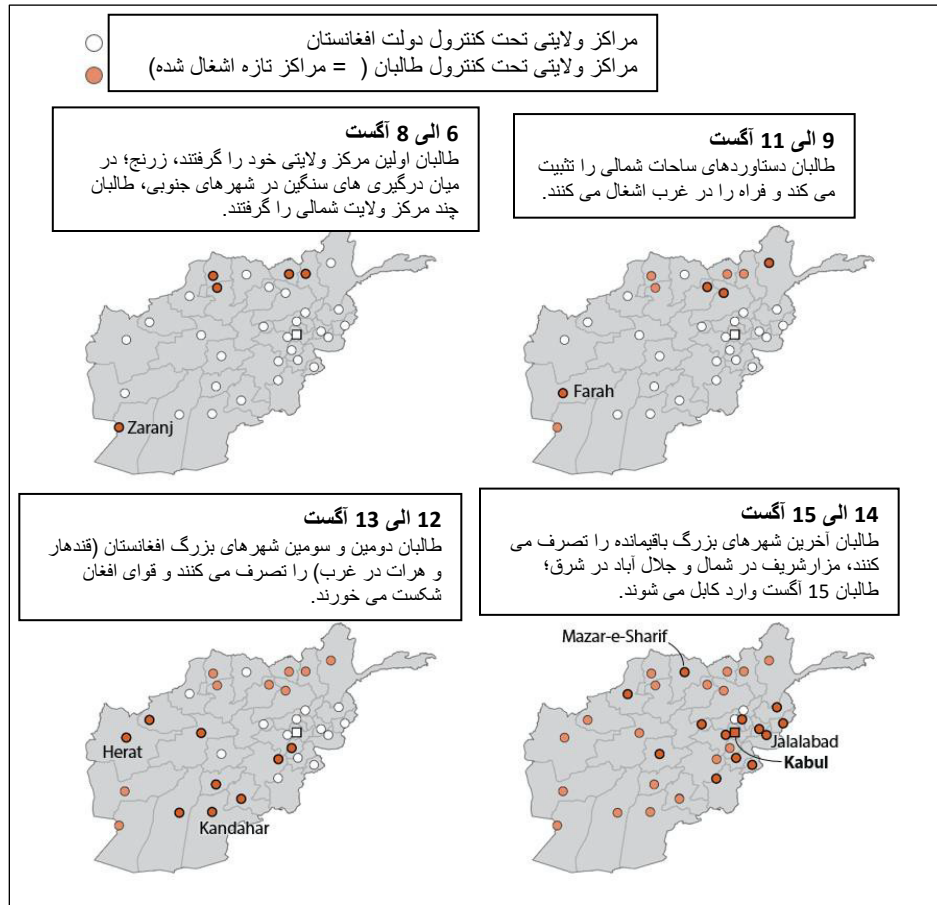 مراکز ولایتی تحت کنترول دولت افغانستان
مراکز ولایتی تحت کنترول طالبان ( = مراکز تازه اشغال شده)
6 الی 8 آگست
طالبان اولین مرکز ولایتی خود را گرفتند، زرنج؛ در
میان درگیری های سنگین در شهرهای جنوبی، طالبان
چند مرکز ولایت شمالی را گرفتند.
Zaranj
9 الی 11 آگست
طالبان دستاوردهای ساحات شمالی را تثبیت
می کند و فراه را در غرب اشغال می کنند.
Farah
12 الی 13 آگست
طالبان دومین و سومین شهرهای بزرگ افغانستان (قندهار
و هرات در غرب) را تصرف می کنند و قوای افغان
شکست می خورند.
Herat
Kandahar
14 الی 15 آگست
طالبان آخرین شهرهای بزرگ باقیمانده را تصرف می
کنند، مزارشریف در شمال و جلال آباد در شرق؛
طالبان 15 آگست وارد کابل می شوند.
Mazar-e-Sharif
Jalalabad
Kabul